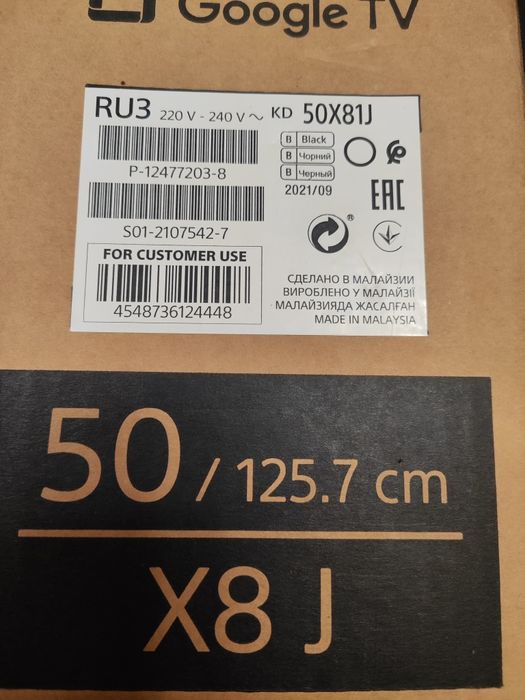 Google TV
RU3 220 V - 240 V ~ KD 50X81J
B Black
B Чорний
B Черный
P-12477203-8
2021/09
EAC
S01-2107542-7
®
FOR CUSTOMER USE
4548736124448
СДЕЛАНО В МАЛАЙЗИИ
ВИРОБЛЕНО У МАЛАЙЗІЇ
МАЛАЙЗИЯДА ЖАСАЛҒАН
MADE IN MALAYSIA
50 / 125.7 cm
X8 J